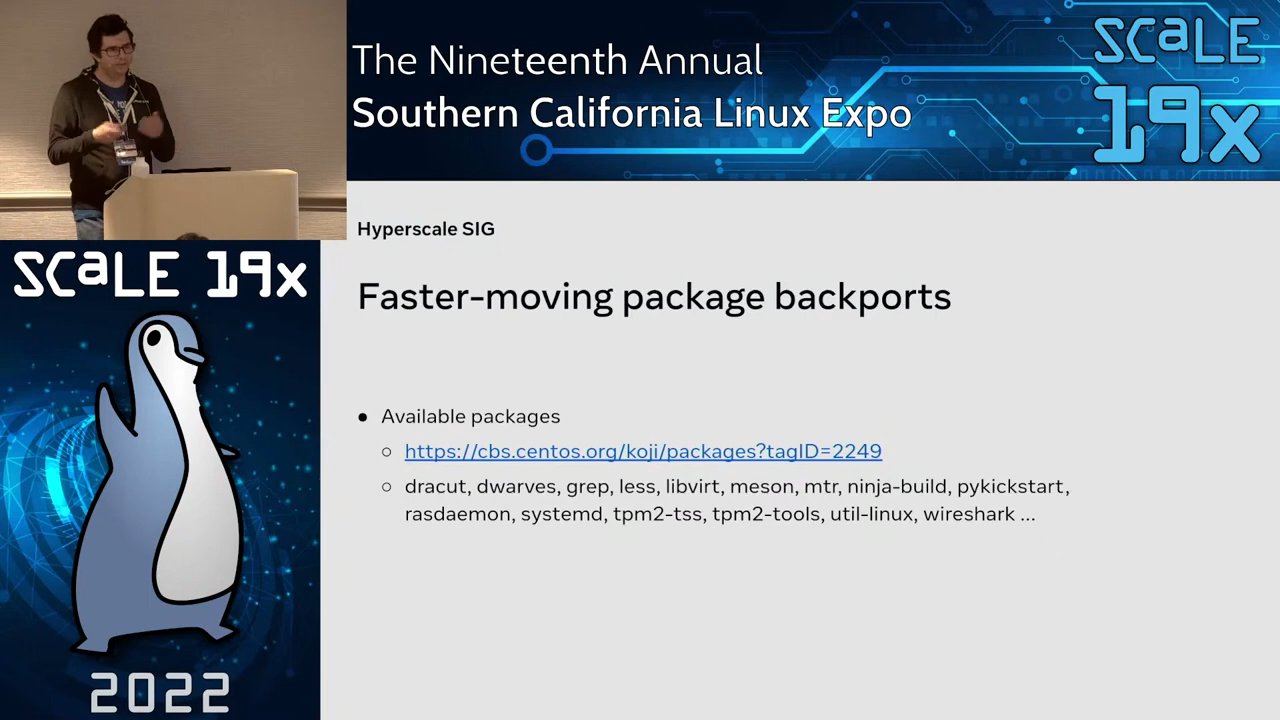 The Nineteenth Annual
Southern California Linux Expo
SCaLE
19x
Hyperscale SIG
Faster-moving package backports
● Available packages
○ https://cbs.centos.org/koji/packages?tagID=2249
○ dracut, dwarves, grep, less, libvirt, meson, mtr, ninja-build, pykickstart,
rasdaemon, systemd, tpm2-tss, tpm2-tools, util-linux, wireshark ...
SCaLE 19x
2022